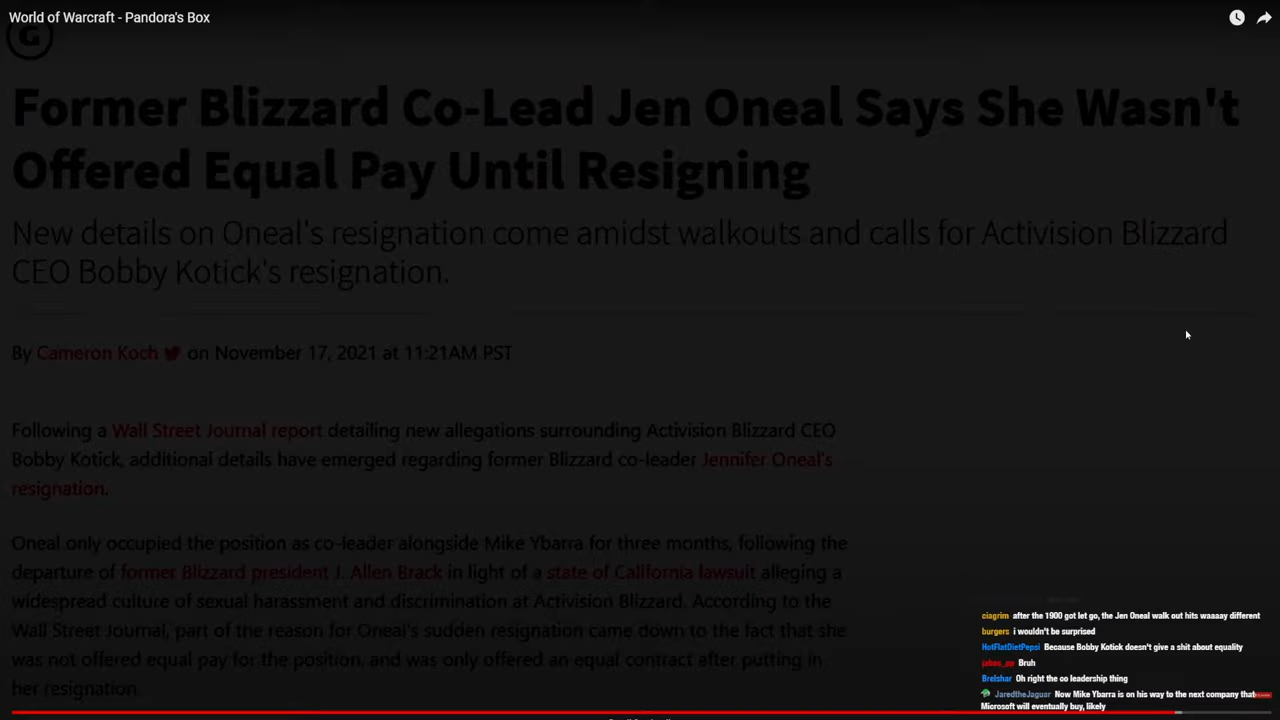 World of Warcraft - Pandora's Box
G
Former Blizzard Co-Lead Jen Oneal Says She Wasn't
Offered Equal Pay Until Resigning
New details on Oneal's resignation come amidst walkouts and calls for Activision Blizzard
CEO Bobby Kotick's resignation.
By Cameron Koch on November 17, 2021 at 11:21AM PST
Following a Wall Street Journal report detailing new allegations surrounding Activision Blizzard CEO
Bobby Kotick, additional details have emerged regarding former Blizzard co-leader Jennifer Oneal's
resignation.
Oneal only occupied the position as co-leader alongside Mike Ybarra for three months, following the
departure of former Blizzard president J. Allen Brack in light of a state of California lawsuit alleging a
widespread culture of sexual harassment and discrimination at Activision Blizzard. According to the
Wall Street Journal, part of the reason for Oneal's sudden resignation came down to the fact that she
was not offered equal pay for the position, and was only offered an equal contract after putting in
her resignation.
ciagrim after the 1900 got let go, the Jen Oneal walk out hits waaaay different
burgers i wouldn't be surprised
HotFlatDietPepsi Because Bobby Kotick doesn't give a shit about equality
Bruh
Brelshar Oh right the co leadership thing
JaredtheJaguar Now Mike Ybarra is on his way to the next company that
Microsoft will eventually buy, likely